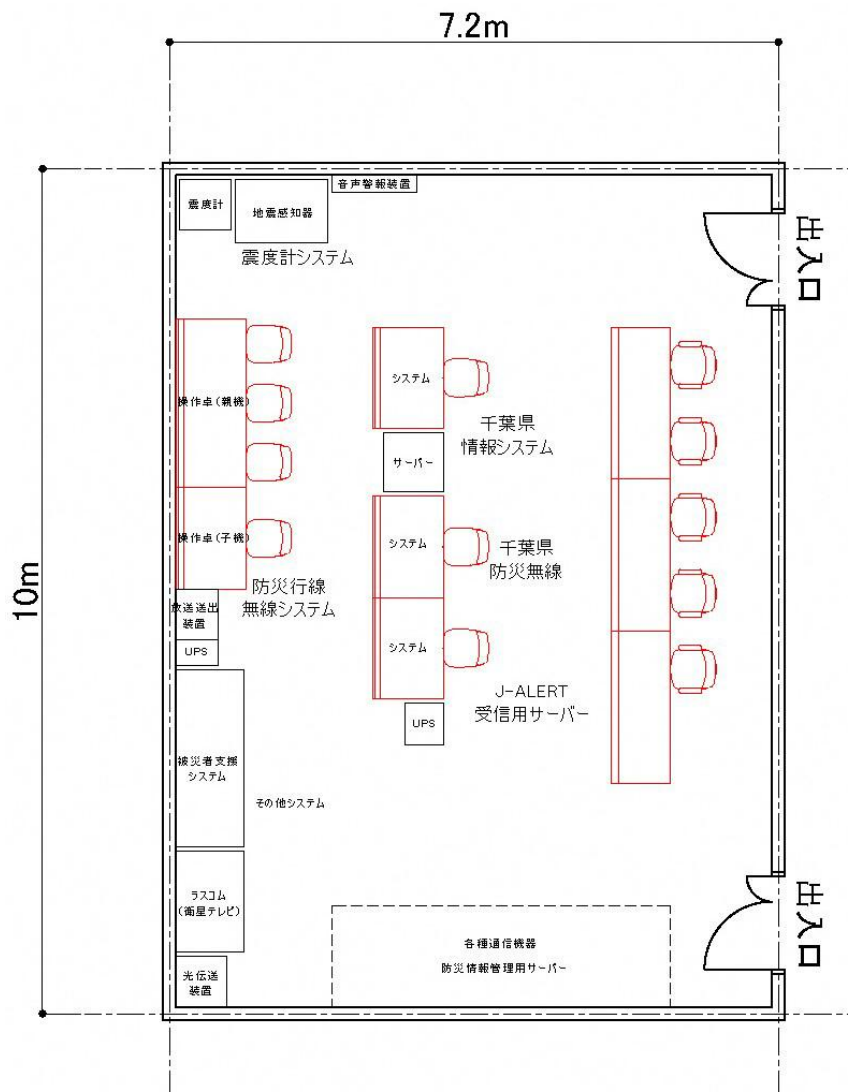 7.2m
10m
震度計
地震感知器
音声警報装置
震度計システム
出入口
操作卓(親機)
操作卓(子機)
防災行線
無線システム
放送送出
装置
UPS
被災者支援
システム
その他システム
ラスコム
(衛星テレビ)
光伝送
装置
システム
千葉県
情報システム
サーバー
システム
千葉県
防災無線
システム
J-ALERT
受信用サーバー
UPS
各種通信機器
防災情報管理用サーバー
出入口